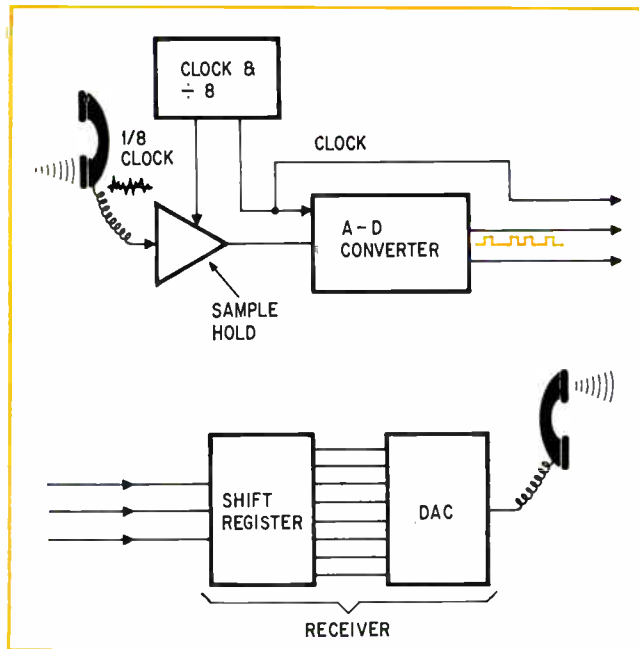 CLOCK &
÷ 8
1/8
CLOCK
CLOCK
A-D
CONVERTER
SAMPLE
HOLD
SHIFT
REGISTER
DAC
RECEIVER